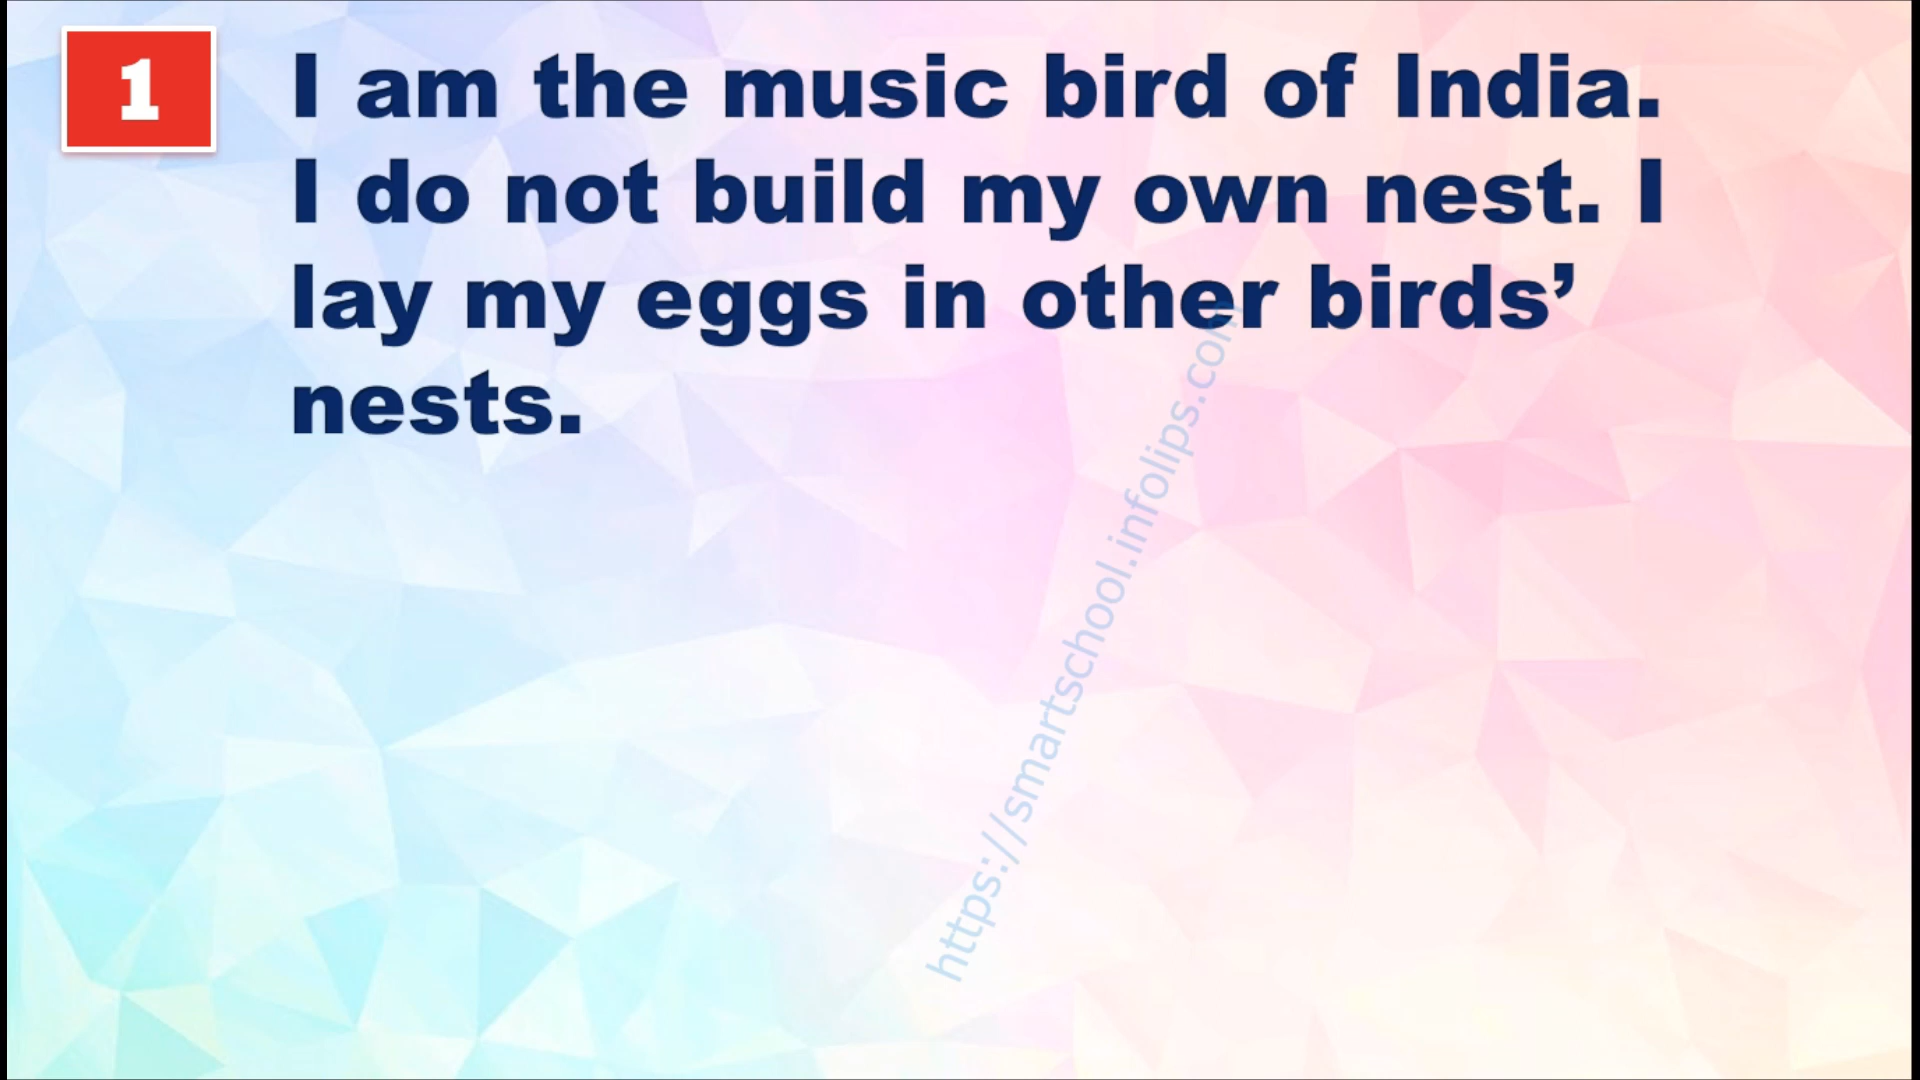 1
I am the music bird of India.
I do not build my own nest. I
lay my eggs in other birds’
nests.
https://smartschool.infolips.com